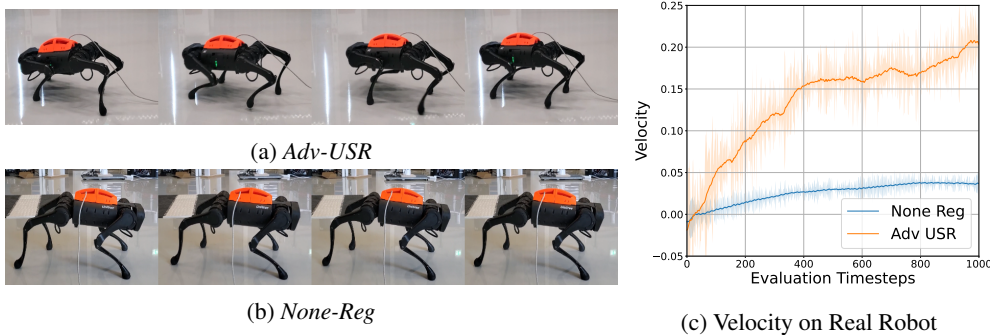 (a) Adv-USR
(b) None-Reg
0.25
0.20
0.15
0.10
0.05
0.00
−0.05
Velocity
0 200 400 600 800 1000
Evaluation Timesteps
None Reg
Adv USR
(c) Velocity on Real Robot